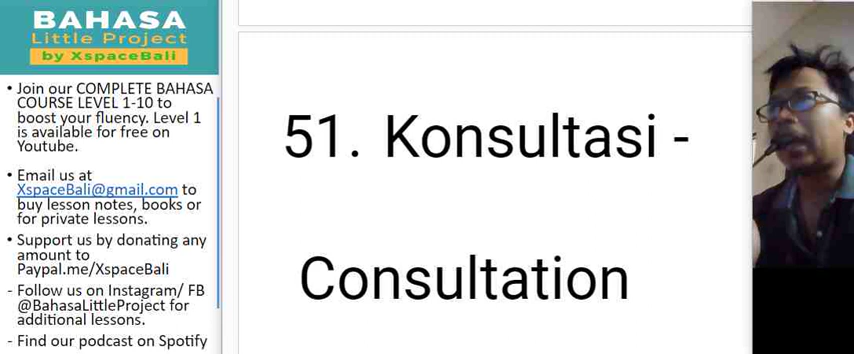 BAHASA
Little Project
by XspaceBali
• Join our COMPLETE BAHASA
COURSE LEVEL 1-10 to
boost your fluency. Level 1
is available for free on
Youtube.
• Email us at
XspaceBali@gmail.com to
buy lesson notes, books or
for private lessons.
• Support us by donating any
amount to
Paypal.me/XspaceBali
- Follow us on Instagram/ FB
@BahasaLittleProject for
additional lessons.
- Find our podcast on Spotify
51. Konsultasi -
Consultation